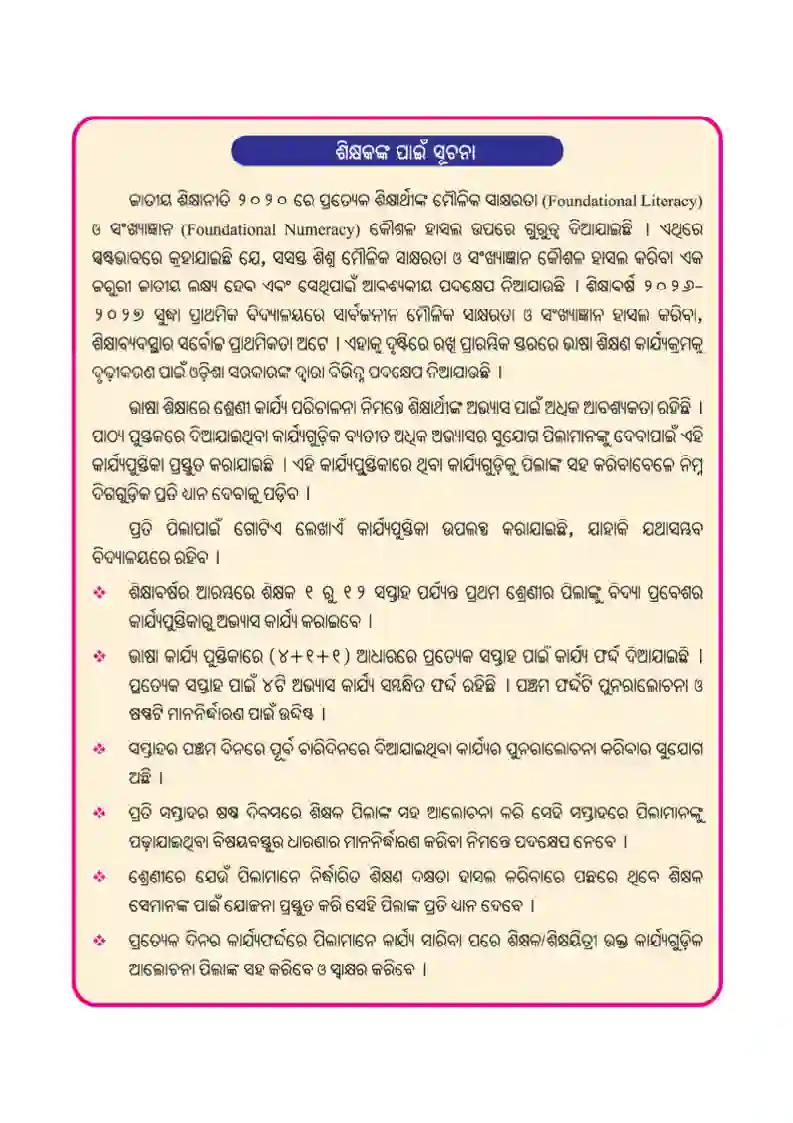 ଶିକ୍ଷକଙ୍କ ପାଇଁ ସୂଚନା
ଜାତୀୟ ଶିକ୍ଷାନୀତି ୨୦୨୦ ରେ ପ୍ରତ୍ୟେକ ଶିକ୍ଷାର୍ଥୀଙ୍କ ମୌଳିକ ସାକ୍ଷରତା (Foundational Literacy)
ଓ ସଂଖ୍ୟାଜ୍ଞାନ (Foundational Numeracy) କୌଶଳ ହାସଲ ଉପରେ ଗୁରୁତ୍ୱ ଦିଆଯାଇଛି । ଏଥିରେ
ସ୍ପଷ୍ଟଭାବରେ କୁହାଯାଇଛି ଯେ, ସମସ୍ତ ଶିଶୁ ମୌଳିକ ସାକ୍ଷରତା ଓ ସଂଖ୍ୟାଜ୍ଞାନ କୌଶଳ ହାସଲ କରିବା ଏକ
ଜରୁରୀ ଜାତୀୟ ଲକ୍ଷ୍ୟ ହେବ ଏବଂ ସେଥିପାଇଁ ଆବଶ୍ୟକୀୟ ପଦକ୍ଷେପ ନିଆଯାଉଛି । ଶିକ୍ଷାବର୍ଷ ୨୦୨୬-
୨୦୨୭ ସୁଦ୍ଧା ପ୍ରାଥମିକ ବିଦ୍ୟାଳୟରେ ସାର୍ବଜନୀନ ମୌଳିକ ସାକ୍ଷରତା ଓ ସଂଖ୍ୟାଜ୍ଞାନ ହାସଲ କରିବା,
ଶିକ୍ଷାବ୍ୟବସ୍ଥାର ସର୍ବୋଚ୍ଚ ପ୍ରାଥମିକତା ଅଟେ । ଏହାକୁ ଦୃଷ୍ଟିରେ ରଖି ପ୍ରାରମ୍ଭିକ ସ୍ତରରେ ଭାଷା ଶିକ୍ଷଣ କାର୍ଯ୍ୟକ୍ରମକୁ
ଦୃଢ଼ୀକରଣ ପାଇଁ ଓଡ଼ିଶା ସରକାରଙ୍କ ଦ୍ୱାରା ବିଭିନ୍ନ ପଦକ୍ଷେପ ନିଆଯାଉଛି ।
ଭାଷା ଶିକ୍ଷାରେ ଶ୍ରେଣୀ କାର୍ଯ୍ୟ ପରିଚାଳନା ନିମନ୍ତେ ଶିକ୍ଷାର୍ଥୀଙ୍କ ଅଭ୍ୟାସ ପାଇଁ ଅଧିକ ଆବଶ୍ୟକତା ରହିଛି ।
ପାଠ୍ୟ ପୁସ୍ତକରେ ଦିଆଯାଇଥିବା କାର୍ଯ୍ୟଗୁଡ଼ିକ ବ୍ୟତୀତ ଅଧିକ ଅଭ୍ୟାସର ସୁଯୋଗ ପିଲାମାନଙ୍କୁ ଦେବାପାଇଁ ଏହି
କାର୍ଯ୍ୟପୁସ୍ତିକା ପ୍ରସ୍ତୁତ କରାଯାଇଛି । ଏହି କାର୍ଯ୍ୟପୁସ୍ତିକାରେ ଥିବା କାର୍ଯ୍ୟଗୁଡ଼ିକୁ ପିଲାଙ୍କ ସହ କରିବାବେଳେ ନିମ୍ନ
ଦିଗଗୁଡ଼ିକ ପ୍ରତି ଧ୍ୟାନ ଦେବାକୁ ପଡ଼ିବ ।
ପ୍ରତି ପିଲାପାଇଁ ଗୋଟିଏ ଲେଖାଏଁ କାର୍ଯ୍ୟପୁସ୍ତିକା ଉପଲବ୍ଧ କରାଯାଇଛି, ଯାହାକି ଯଥାସମ୍ଭବ
ବିଦ୍ୟାଳୟରେ ରହିବ ।
❖ ଶିକ୍ଷାବର୍ଷର ଆରମ୍ଭରେ ଶିକ୍ଷକ ୧ ରୁ ୧୨ ସପ୍ତାହ ପର୍ଯ୍ୟନ୍ତ ପ୍ରଥମ ଶ୍ରେଣୀର ପିଲାଙ୍କୁ ବିଦ୍ୟା ପ୍ରବେଶର
କାର୍ଯ୍ୟପୁସ୍ତିକାରୁ ଅଭ୍ୟାସ କାର୍ଯ୍ୟ କରାଇବେ ।
❖ ଭାଷା କାର୍ଯ୍ୟ ପୁସ୍ତିକାରେ (୪+୧+୧) ଆଧାରରେ ପ୍ରତ୍ୟେକ ସପ୍ତାହ ପାଇଁ କାର୍ଯ୍ୟ ଫର୍ଦ୍ଦ ଦିଆଯାଇଛି ।
ପ୍ରତ୍ୟେକ ସପ୍ତାହ ପାଇଁ ୪ଟି ଅଭ୍ୟାସ କାର୍ଯ୍ୟ ସମ୍ବନ୍ଧିତ ଫର୍ଦ୍ଦ ରହିଛି । ପଞ୍ଚମ ଫର୍ଦ୍ଦଟି ପୁନରାଲୋଚନା ଓ
ଷଷ୍ଠଟି ମାନନିର୍ଦ୍ଧାରଣ ପାଇଁ ଉଦ୍ଦିଷ୍ଟ ।
❖ ସପ୍ତାହର ପଞ୍ଚମ ଦିନରେ ପୂର୍ବ ଚାରିଦିନରେ ଦିଆଯାଇଥିବା କାର୍ଯ୍ୟର ପୁନରାଲୋଚନା କରିବାର ସୁଯୋଗ
ଅଛି ।
❖ ପ୍ରତି ସପ୍ତାହର ଷଷ୍ଠ ଦିବସରେ ଶିକ୍ଷକ ପିଲାଙ୍କ ସହ ଆଲୋଚନା କରି ସେହି ସପ୍ତାହରେ ପିଲାମାନଙ୍କୁ
ପଢ଼ାଯାଇଥିବା ବିଷୟବସ୍ତୁର ଧାରଣାର ମାନନିର୍ଦ୍ଧାରଣ କରିବା ନିମନ୍ତେ ପଦକ୍ଷେପ ନେବେ ।
❖ ଶ୍ରେଣୀରେ ଯେଉଁ ପିଲାମାନେ ନିର୍ଦ୍ଧାରିତ ଶିକ୍ଷଣ ଦକ୍ଷତା ହାସଲ କରିବାରେ ପଛରେ ଥିବେ ଶିକ୍ଷକ
ସେମାନଙ୍କ ପାଇଁ ଯୋଜନା ପ୍ରସ୍ତୁତ କରି ସେହି ପିଲାଙ୍କ ପ୍ରତି ଧ୍ୟାନ ଦେବେ ।
❖ ପ୍ରତ୍ୟେକ ଦିନର କାର୍ଯ୍ୟଫର୍ଦ୍ଦରେ ପିଲାମାନେ କାର୍ଯ୍ୟ ସାରିବା ପରେ ଶିକ୍ଷକ/ଶିକ୍ଷୟିତ୍ରୀ ଉକ୍ତ କାର୍ଯ୍ୟଗୁଡ଼ିକ
ଆଲୋଚନା ପିଲାଙ୍କ ସହ କରିବେ ଓ ସ୍ୱାକ୍ଷର କରିବେ ।